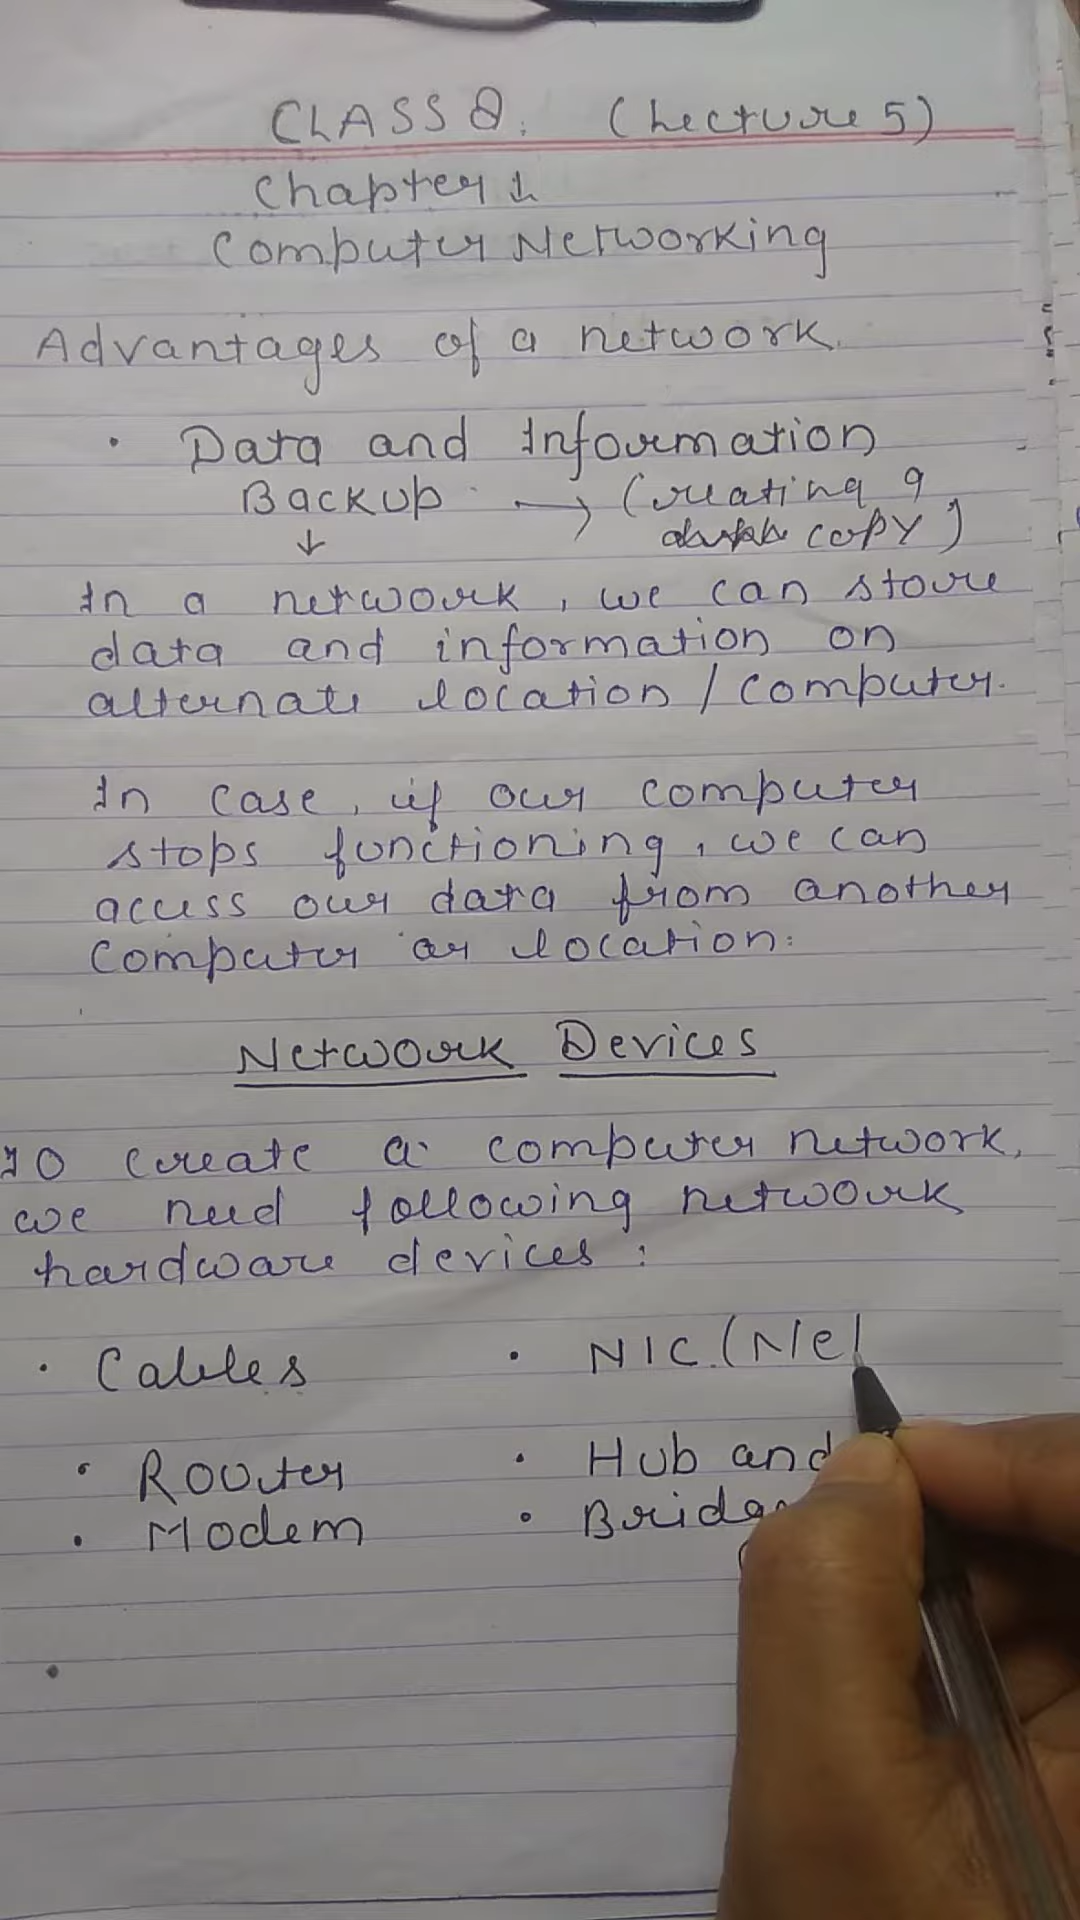 CLASS 8. (Lecture 5)
Chapter 1
Computer Networking
Advantages of a network.
• Data and Information
Backup → (creating a
↓ copy)
In a network, we can store
data and information on
alternate location / computer.
In case, if our computer
stops functioning, we can
access our data from another
computer or location.
Network Devices
To create a computer network,
we need following network
hardware devices :
• Cables • NIC. (Ne
• Router • Hub and
• Modem • Bridge
•